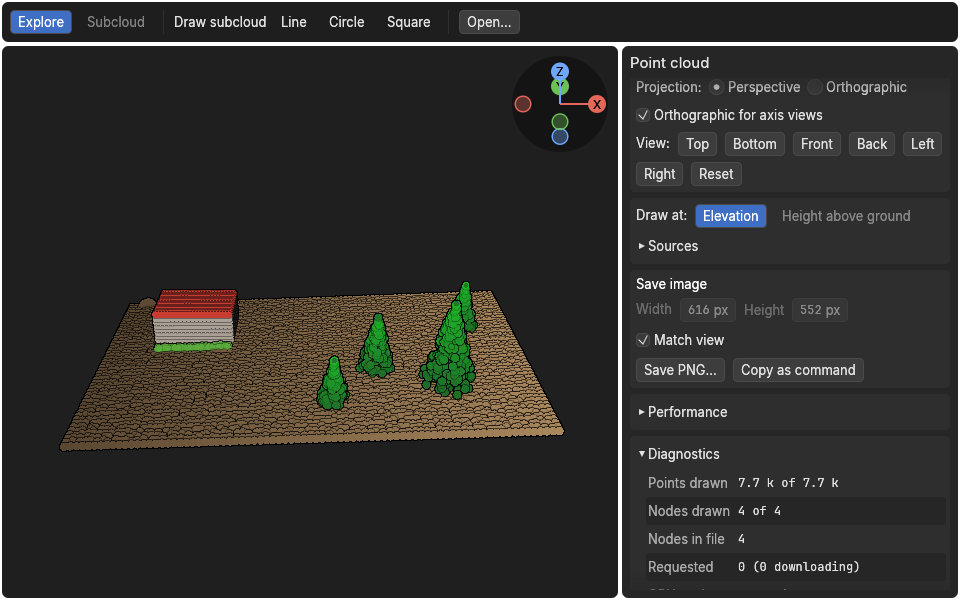 Explore Subcloud Draw subcloud Line Circle Square Open...
Z
Y
X
Point cloud
Projection: Perspective Orthographic
Orthographic for axis views
View: Top Bottom Front Back Left
Right Reset
Draw at: Elevation Height above ground
Sources
Save image
Width 616 px Height 552 px
Match view
Save PNG... Copy as command
Performance
Diagnostics
Points drawn 7.7 k of 7.7 k
Nodes drawn 4 of 4
Nodes in file 4
Requested 0 (0 downloading)